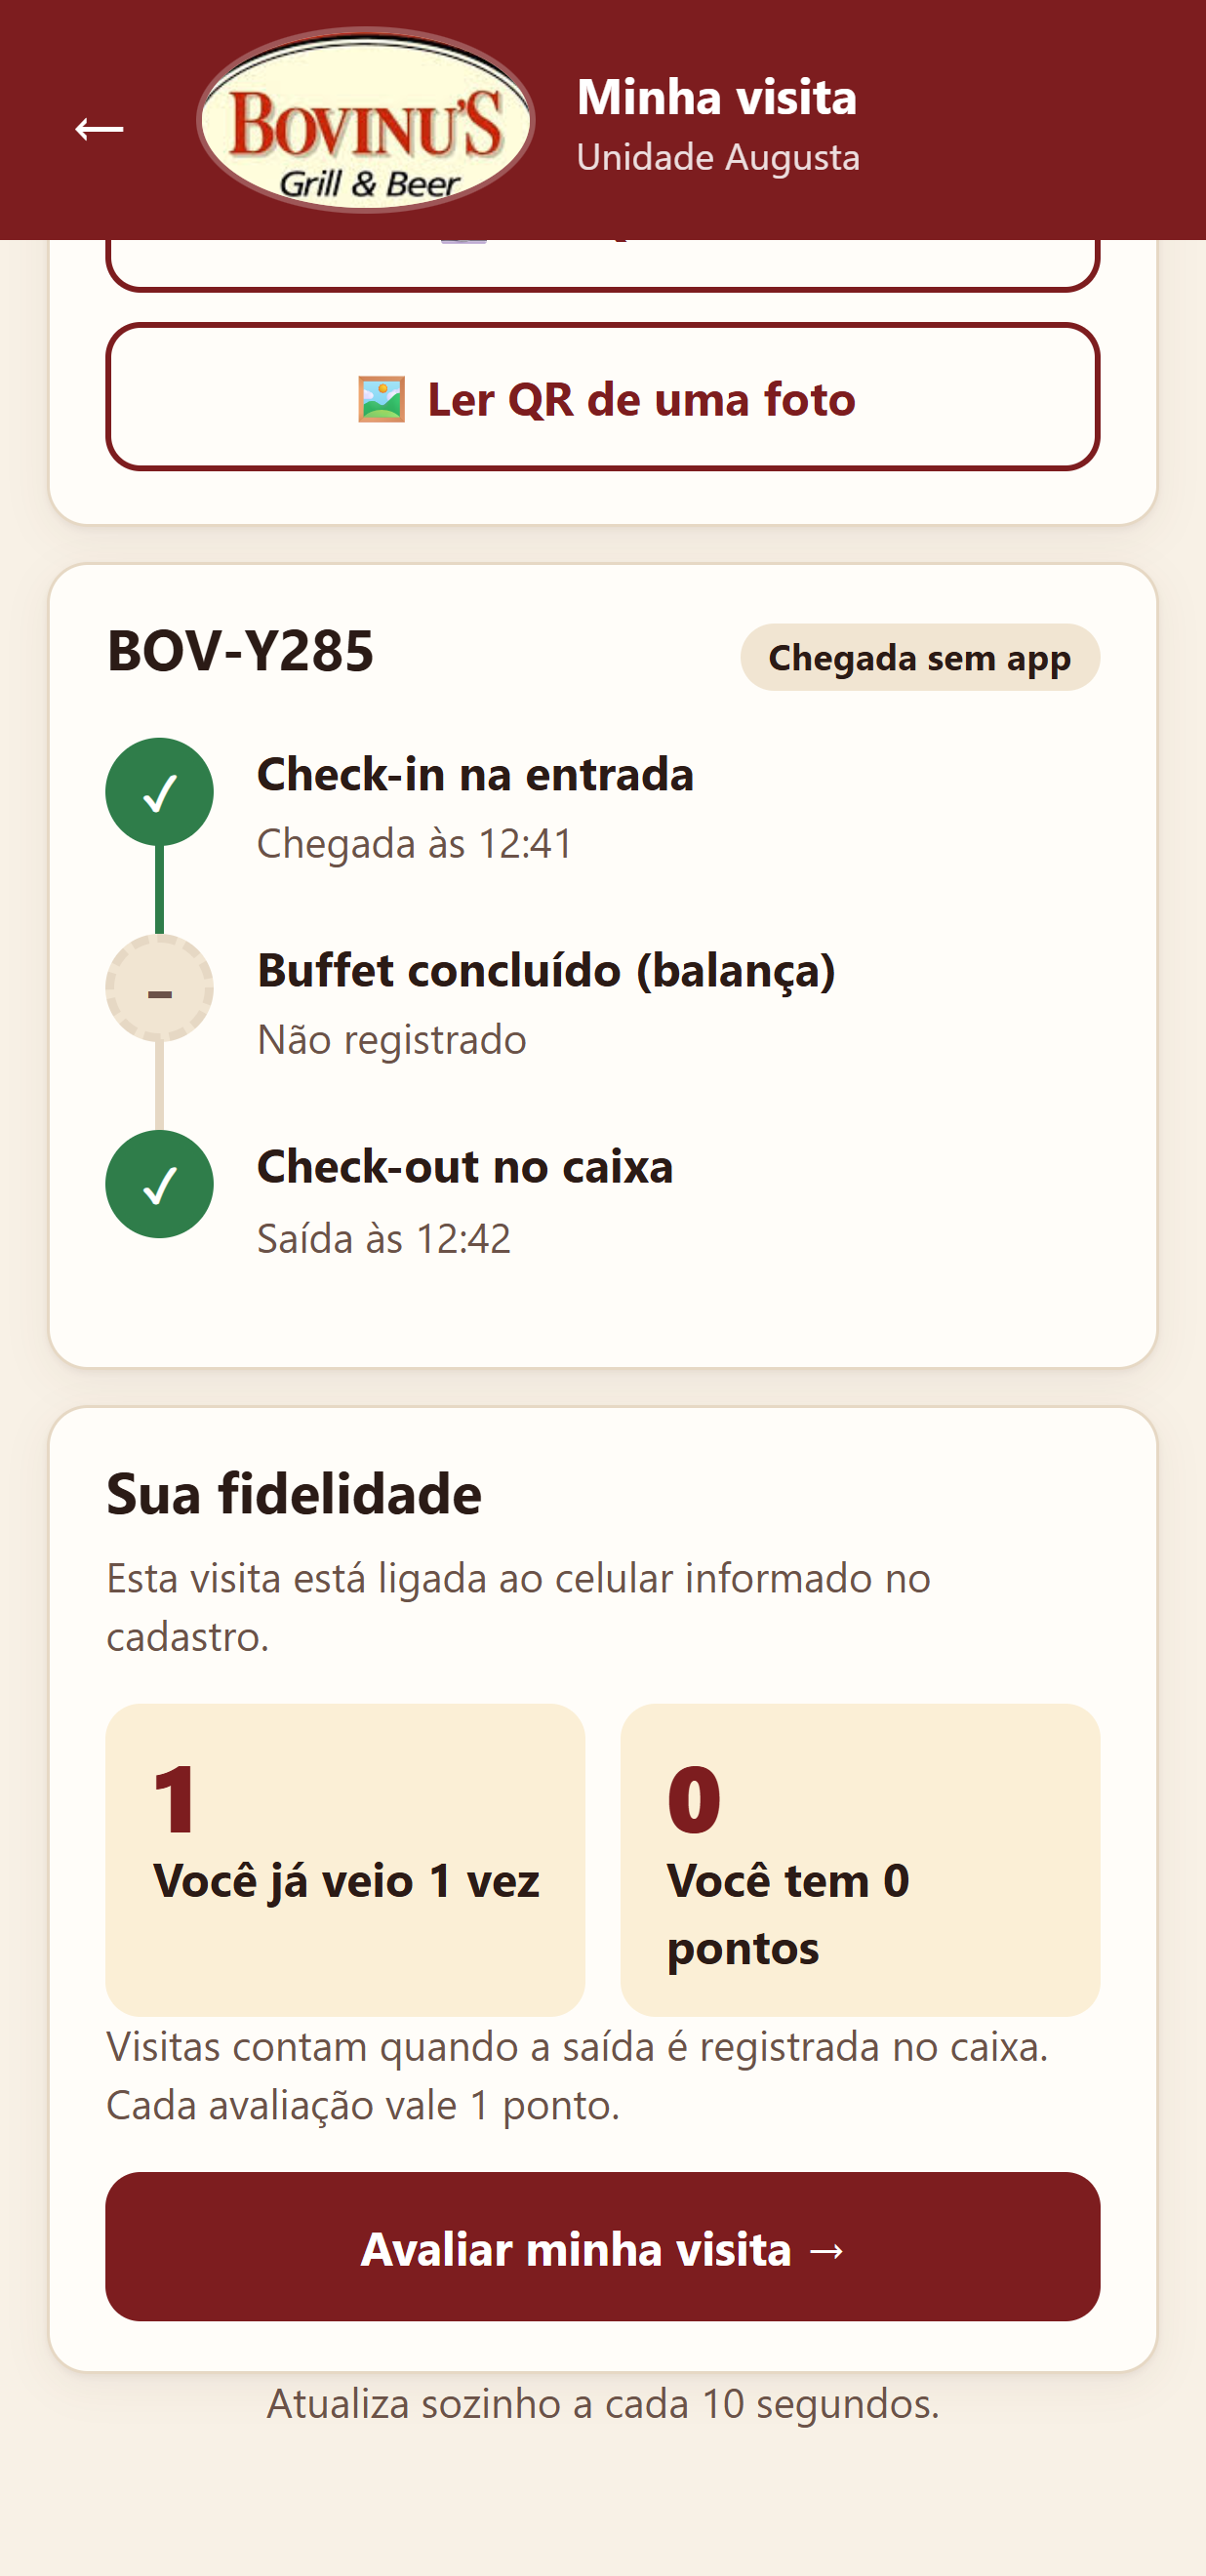 ←
BOVINU'S
Grill & Beer
Minha visita
Unidade Augusta
Ler QR de uma foto
BOV-Y285
Chegada sem app
✓
Check-in na entrada
Chegada às 12:41
–
Buffet concluído (balança)
Não registrado
✓
Check-out no caixa
Saída às 12:42
Sua fidelidade
Esta visita está ligada ao celular informado no
cadastro.
1
Você já veio 1 vez
0
Você tem 0
pontos
Visitas contam quando a saída é registrada no caixa.
Cada avaliação vale 1 ponto.
Avaliar minha visita →
Atualiza sozinho a cada 10 segundos.